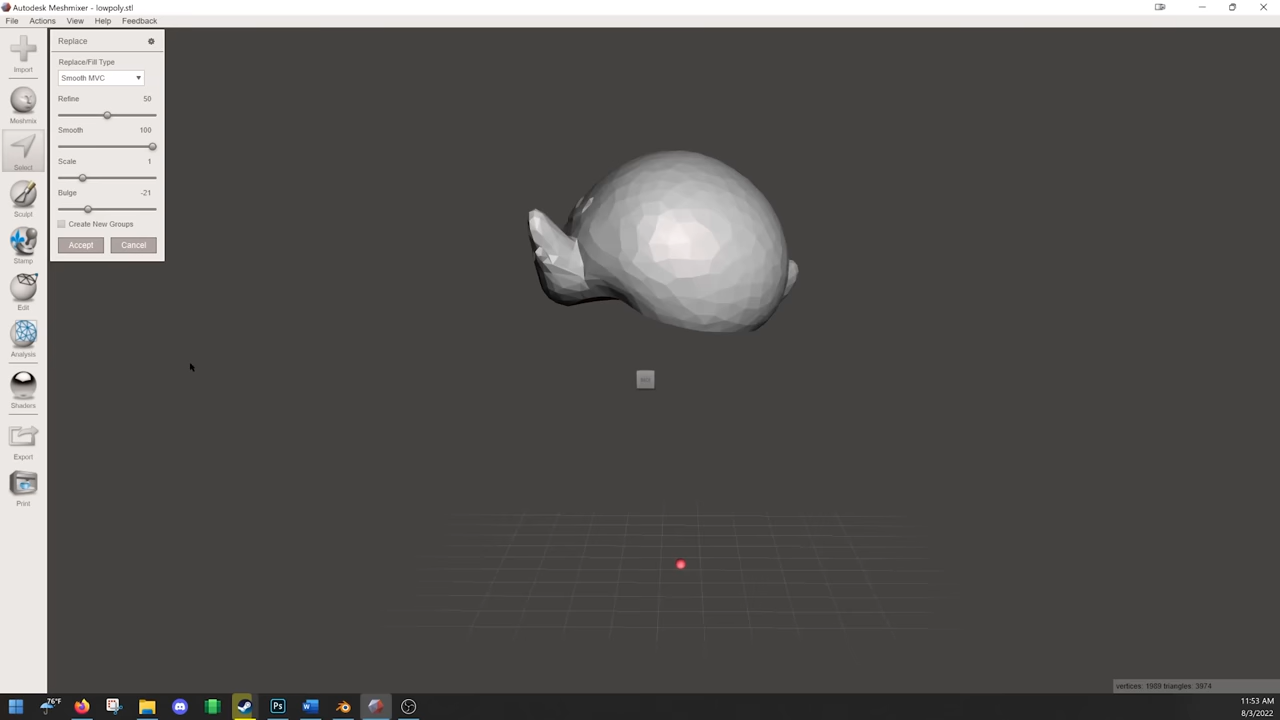 Autodesk Meshmixer - lowpoly.stl
File Actions View Help Feedback
Import
Meshmix
Select
Sculpt
Stamp
Edit
Analysis
Shaders
Export
Print
Replace
Replace/Fill Type
Smooth MVC
Refine 50
Smooth 100
Scale 1
Bulge -21
Create New Groups
Accept Cancel
vertices: 1989 triangles: 3974
76°F
Ps
11:53 AM
8/3/2022